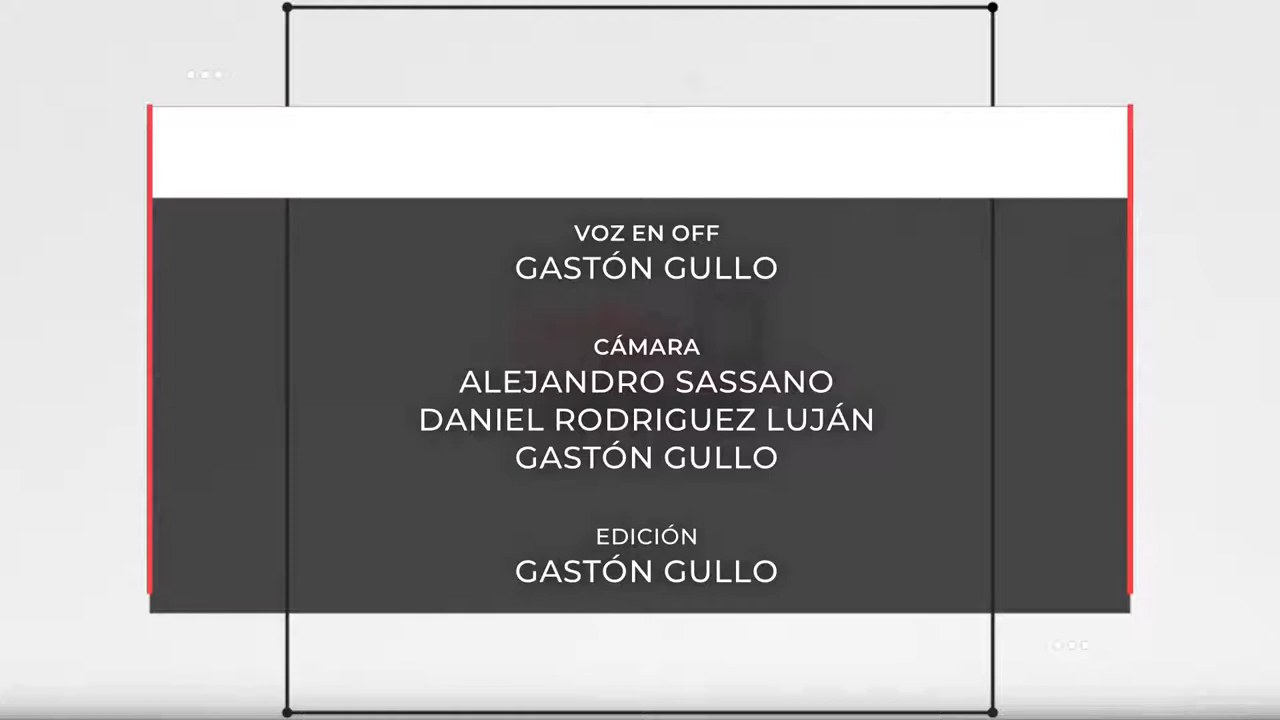 VOZ EN OFF
GASTÓN GULLO
CÁMARA
ALEJANDRO SASSANO
DANIEL RODRIGUEZ LUJÁN
GASTÓN GULLO
EDICIÓN
GASTÓN GULLO